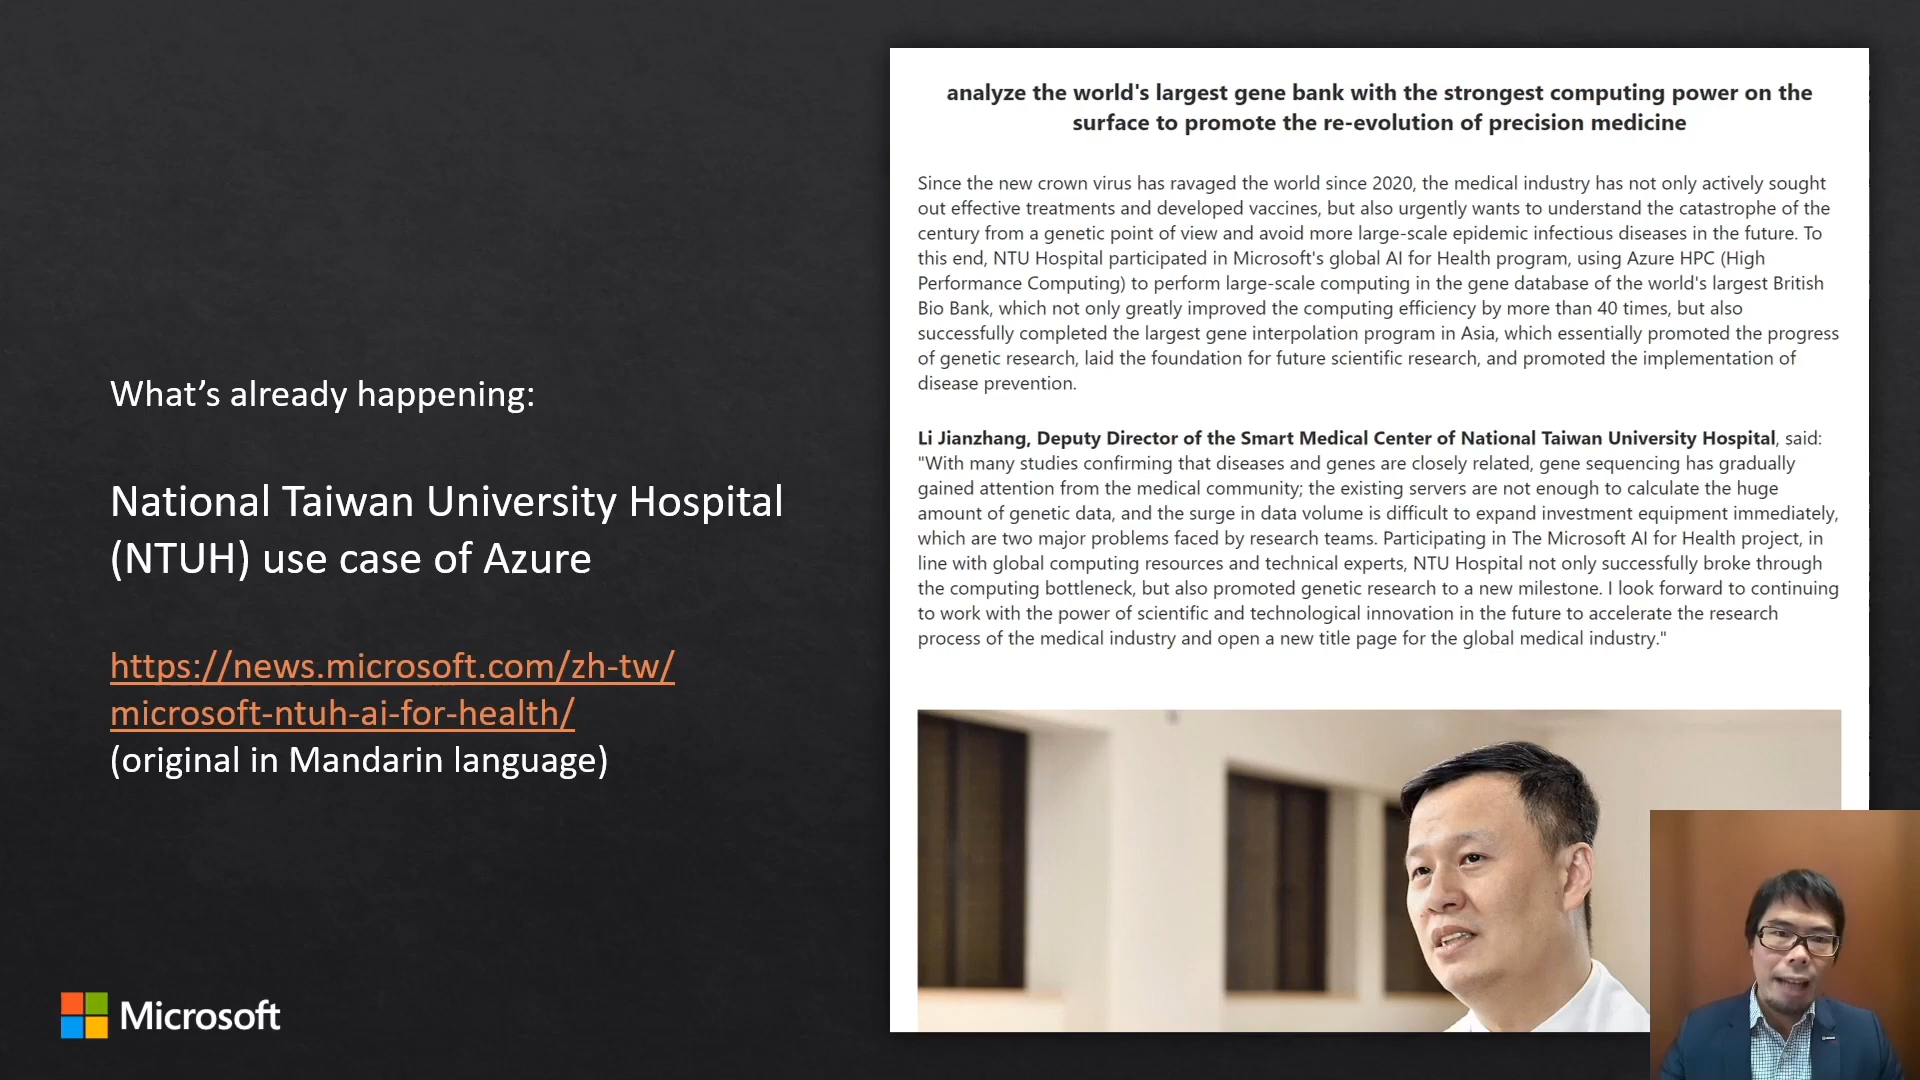 What's already happening:
National Taiwan University Hospital
(NTUH) use case of Azure
https://news.microsoft.com/zh-tw/
microsoft-ntuh-ai-for-health/
(original in Mandarin language)
Microsoft
analyze the world's largest gene bank with the strongest computing power on the
surface to promote the re-evolution of precision medicine
Since the new crown virus has ravaged the world since 2020, the medical industry has not only actively sought
out effective treatments and developed vaccines, but also urgently wants to understand the catastrophe of the
century from a genetic point of view and avoid more large-scale epidemic infectious diseases in the future. To
this end, NTU Hospital participated in Microsoft's global AI for Health program, using Azure HPC (High
Performance Computing) to perform large-scale computing in the gene database of the world's largest British
Bio Bank, which not only greatly improved the computing efficiency by more than 40 times, but also
successfully completed the largest gene interpolation program in Asia, which essentially promoted the progress
of genetic research, laid the foundation for future scientific research, and promoted the implementation of
disease prevention.
Li Jianzhang, Deputy Director of the Smart Medical Center of National Taiwan University Hospital, said:
"With many studies confirming that diseases and genes are closely related, gene sequencing has gradually
gained attention from the medical community; the existing servers are not enough to calculate the huge
amount of genetic data, and the surge in data volume is difficult to expand investment equipment immediately,
which are two major problems faced by research teams. Participating in The Microsoft AI for Health project, in
line with global computing resources and technical experts, NTU Hospital not only successfully broke through
the computing bottleneck, but also promoted genetic research to a new milestone. I look forward to continuing
to work with the power of scientific and technological innovation in the future to accelerate the research
process of the medical industry and open a new title page for the global medical industry."